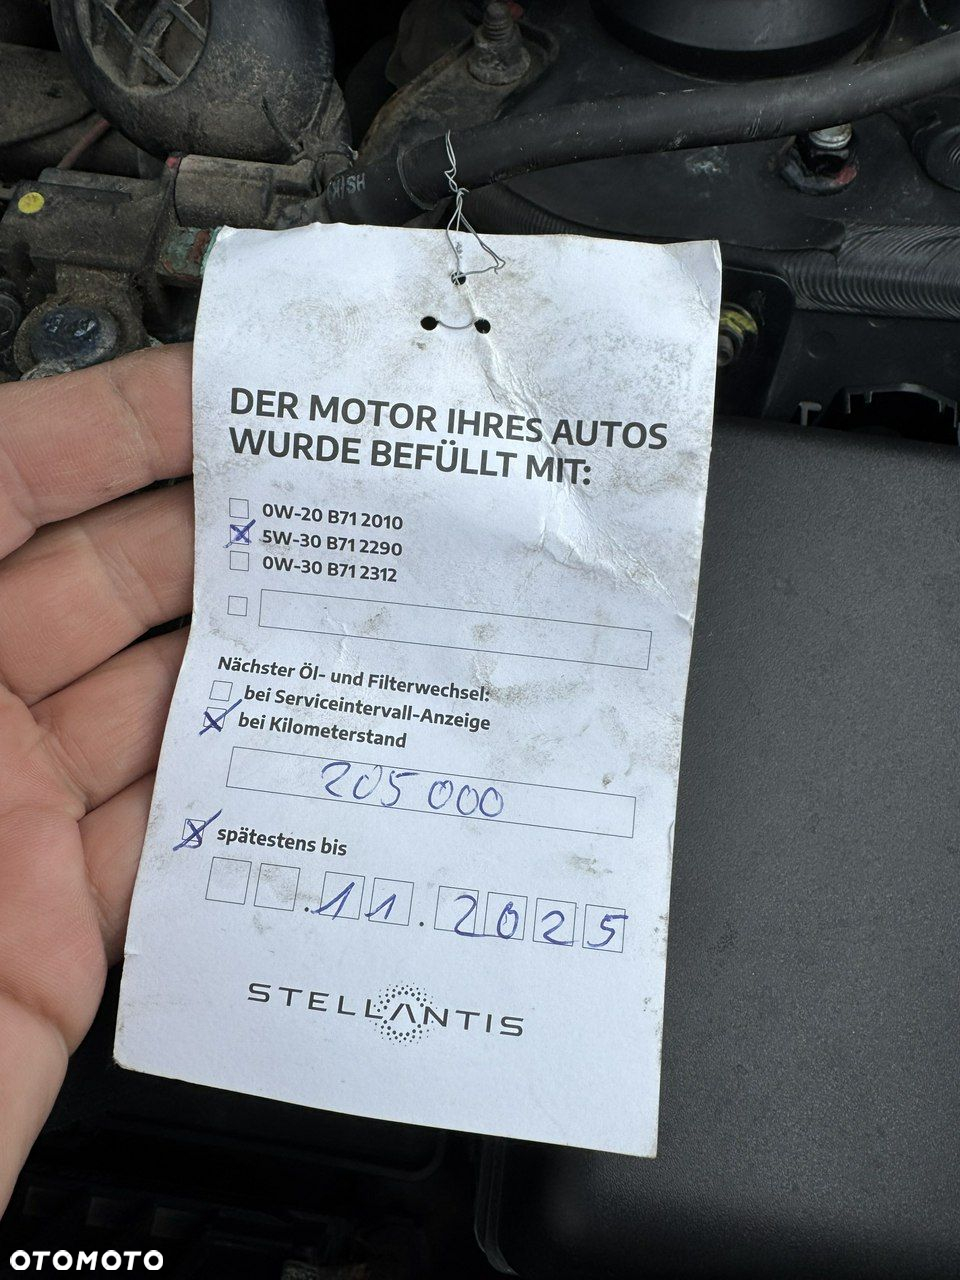 DER MOTOR IHRES AUTOS
WURDE BEFÜLLT MIT:
0W-20 B71 2010
5W-30 B71 2290
0W-30 B71 2312
Nächster Öl- und Filterwechsel:
bei Serviceintervall-Anzeige
bei Kilometerstand
205 000
spätestens bis
.11.2025
STELLANTIS
OTOMOTO